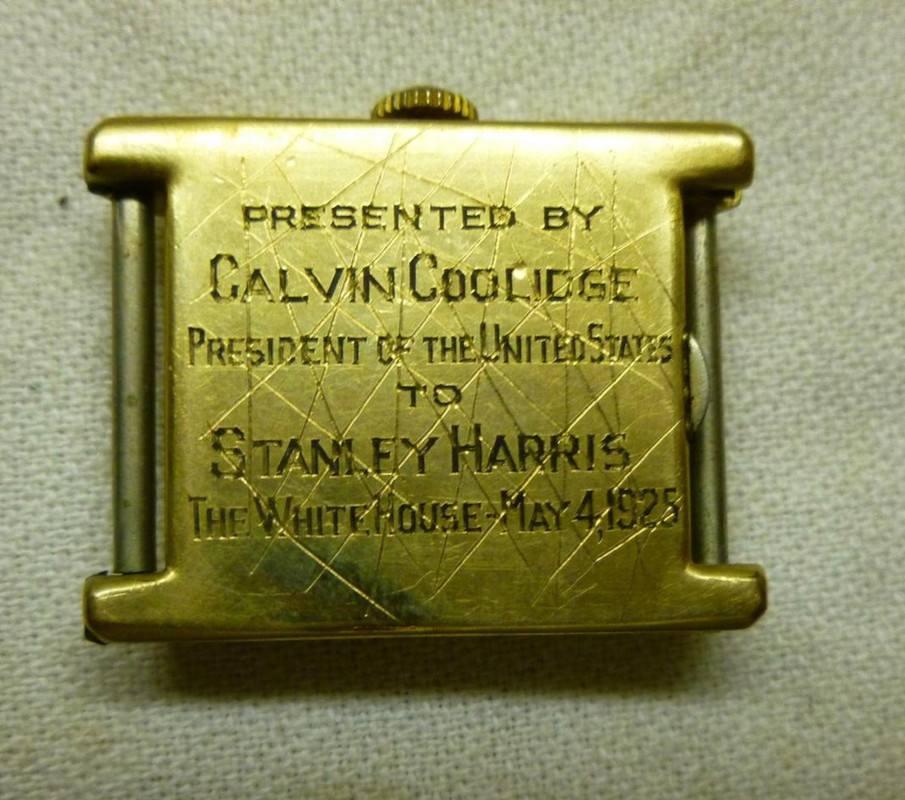 PRESENTED BY
CALVIN COOLIDGE
PRESIDENT OF THE UNITED STATES
TO
STANLEY HARRIS
THE WHITE HOUSE-MAY 4, 1925